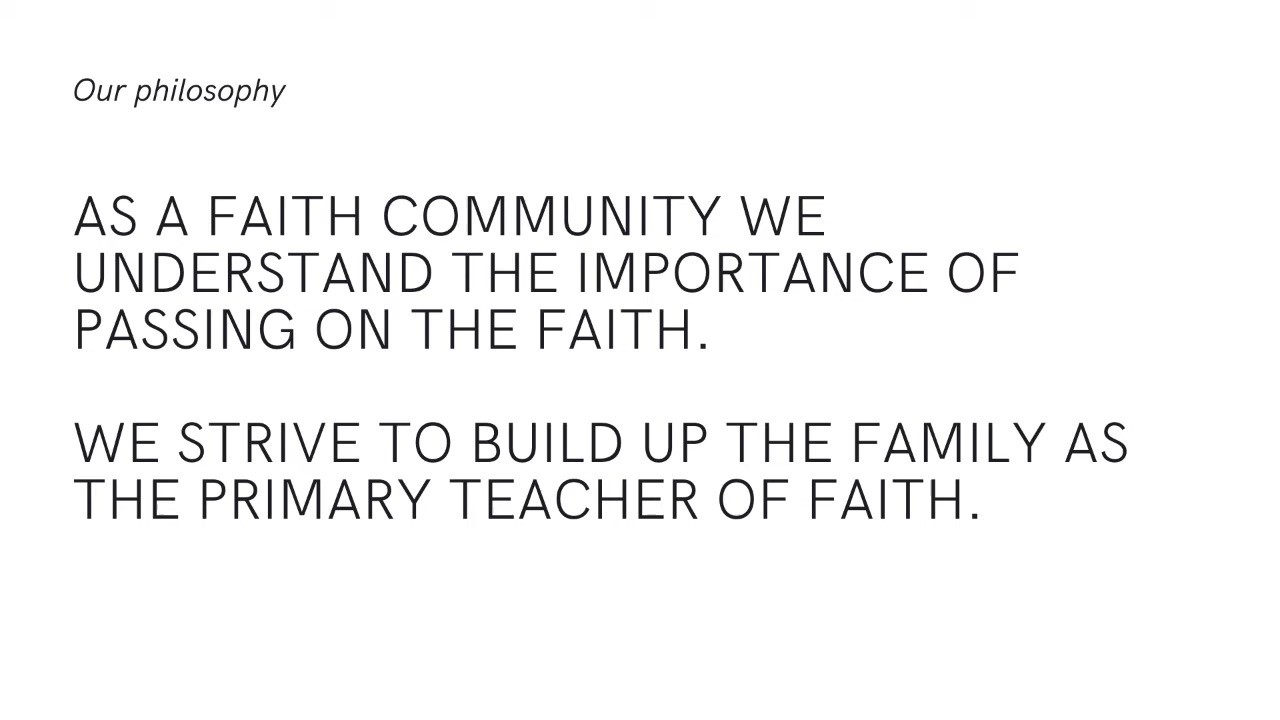 Our philosophy
AS A FAITH COMMUNITY WE
UNDERSTAND THE IMPORTANCE OF
PASSING ON THE FAITH.
WE STRIVE TO BUILD UP THE FAMILY AS
THE PRIMARY TEACHER OF FAITH.